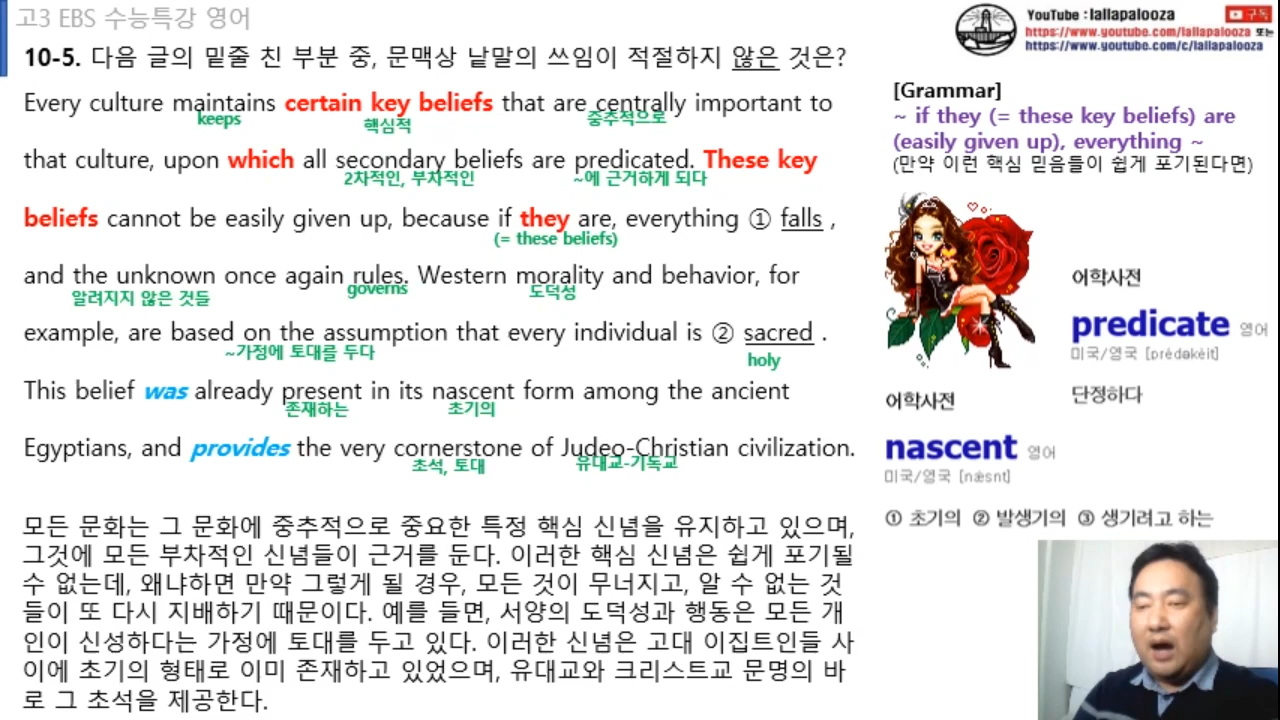 고3 EBS 수능특강 영어
YouTube : lallapalooza
구독
https://www.youtube.com/lallapalooza 또는
https://www.youtube.com/c/lallapalooza
10-5. 다음 글의 밑줄 친 부분 중, 문맥상 낱말의 쓰임이 적절하지 않은 것은?
Every culture maintains certain key beliefs that are centrally important to
keeps 핵심적 중추적으로
that culture, upon which all secondary beliefs are predicated. These key
2차적인, 부차적인 ~에 근거하게 되다
beliefs cannot be easily given up, because if they are, everything ① falls ,
(= these beliefs)
and the unknown once again rules. Western morality and behavior, for
알려지지 않은 것들 governs 도덕성
example, are based on the assumption that every individual is ② sacred .
~가정에 토대를 두다 holy
This belief was already present in its nascent form among the ancient
존재하는 초기의
Egyptians, and provides the very cornerstone of Judeo-Christian civilization.
초석, 토대 유대교-기독교
모든 문화는 그 문화에 중추적으로 중요한 특정 핵심 신념을 유지하고 있으며,
그것에 모든 부차적인 신념들이 근거를 둔다. 이러한 핵심 신념은 쉽게 포기될
수 없는데, 왜냐하면 만약 그렇게 될 경우, 모든 것이 무너지고, 알 수 없는 것
들이 또 다시 지배하기 때문이다. 예를 들면, 서양의 도덕성과 행동은 모든 개
인이 신성하다는 가정에 토대를 두고 있다. 이러한 신념은 고대 이집트인들 사
이에 초기의 형태로 이미 존재하고 있었으며, 유대교와 크리스트교 문명의 바
로 그 초석을 제공한다.
[Grammar]
~ if they (= these key beliefs) are
(easily given up), everything ~
(만약 이런 핵심 믿음들이 쉽게 포기된다면)
어학사전
predicate 영어
미국/영국 [prédəkèit]
단정하다
어학사전
nascent 영어
미국/영국 [nǽsnt]
① 초기의 ② 발생기의 ③ 생기려고 하는